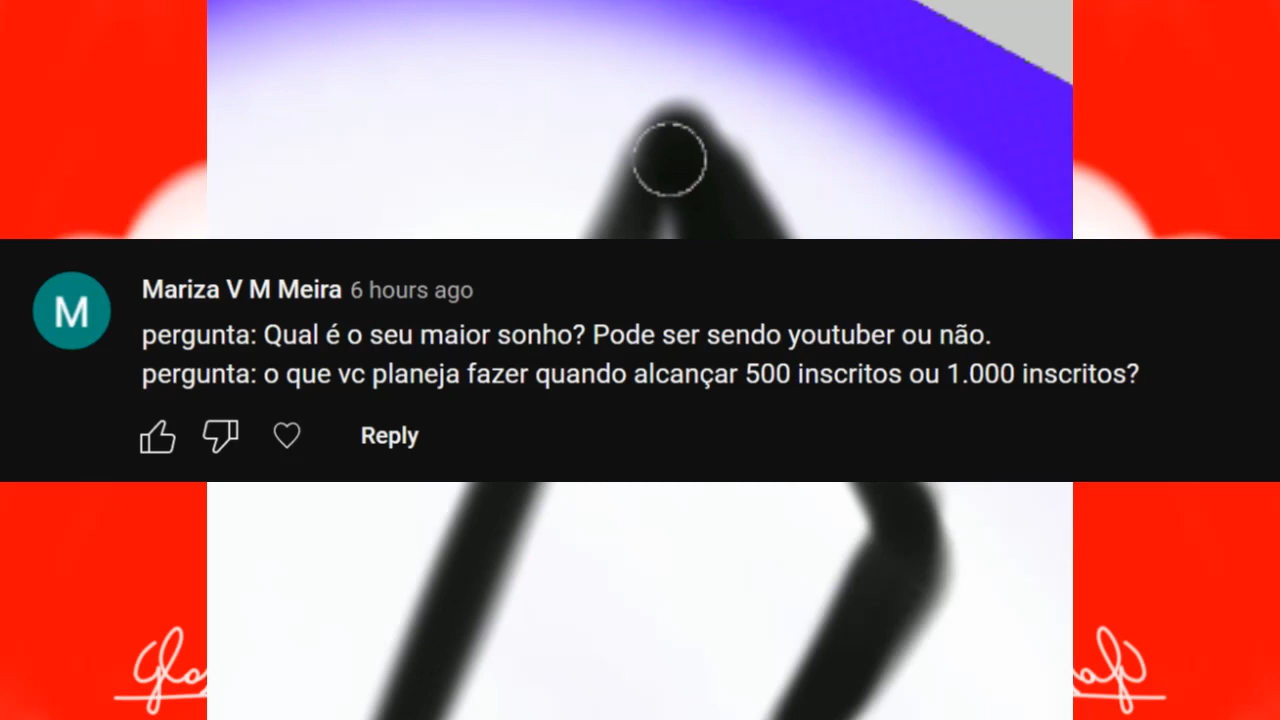 Mariza V M Meira 6 hours ago
M
pergunta: Qual é o seu maior sonho? Pode ser sendo youtuber ou não.
pergunta: o que vc planeja fazer quando alcançar 500 inscritos ou 1.000 inscritos?
Reply